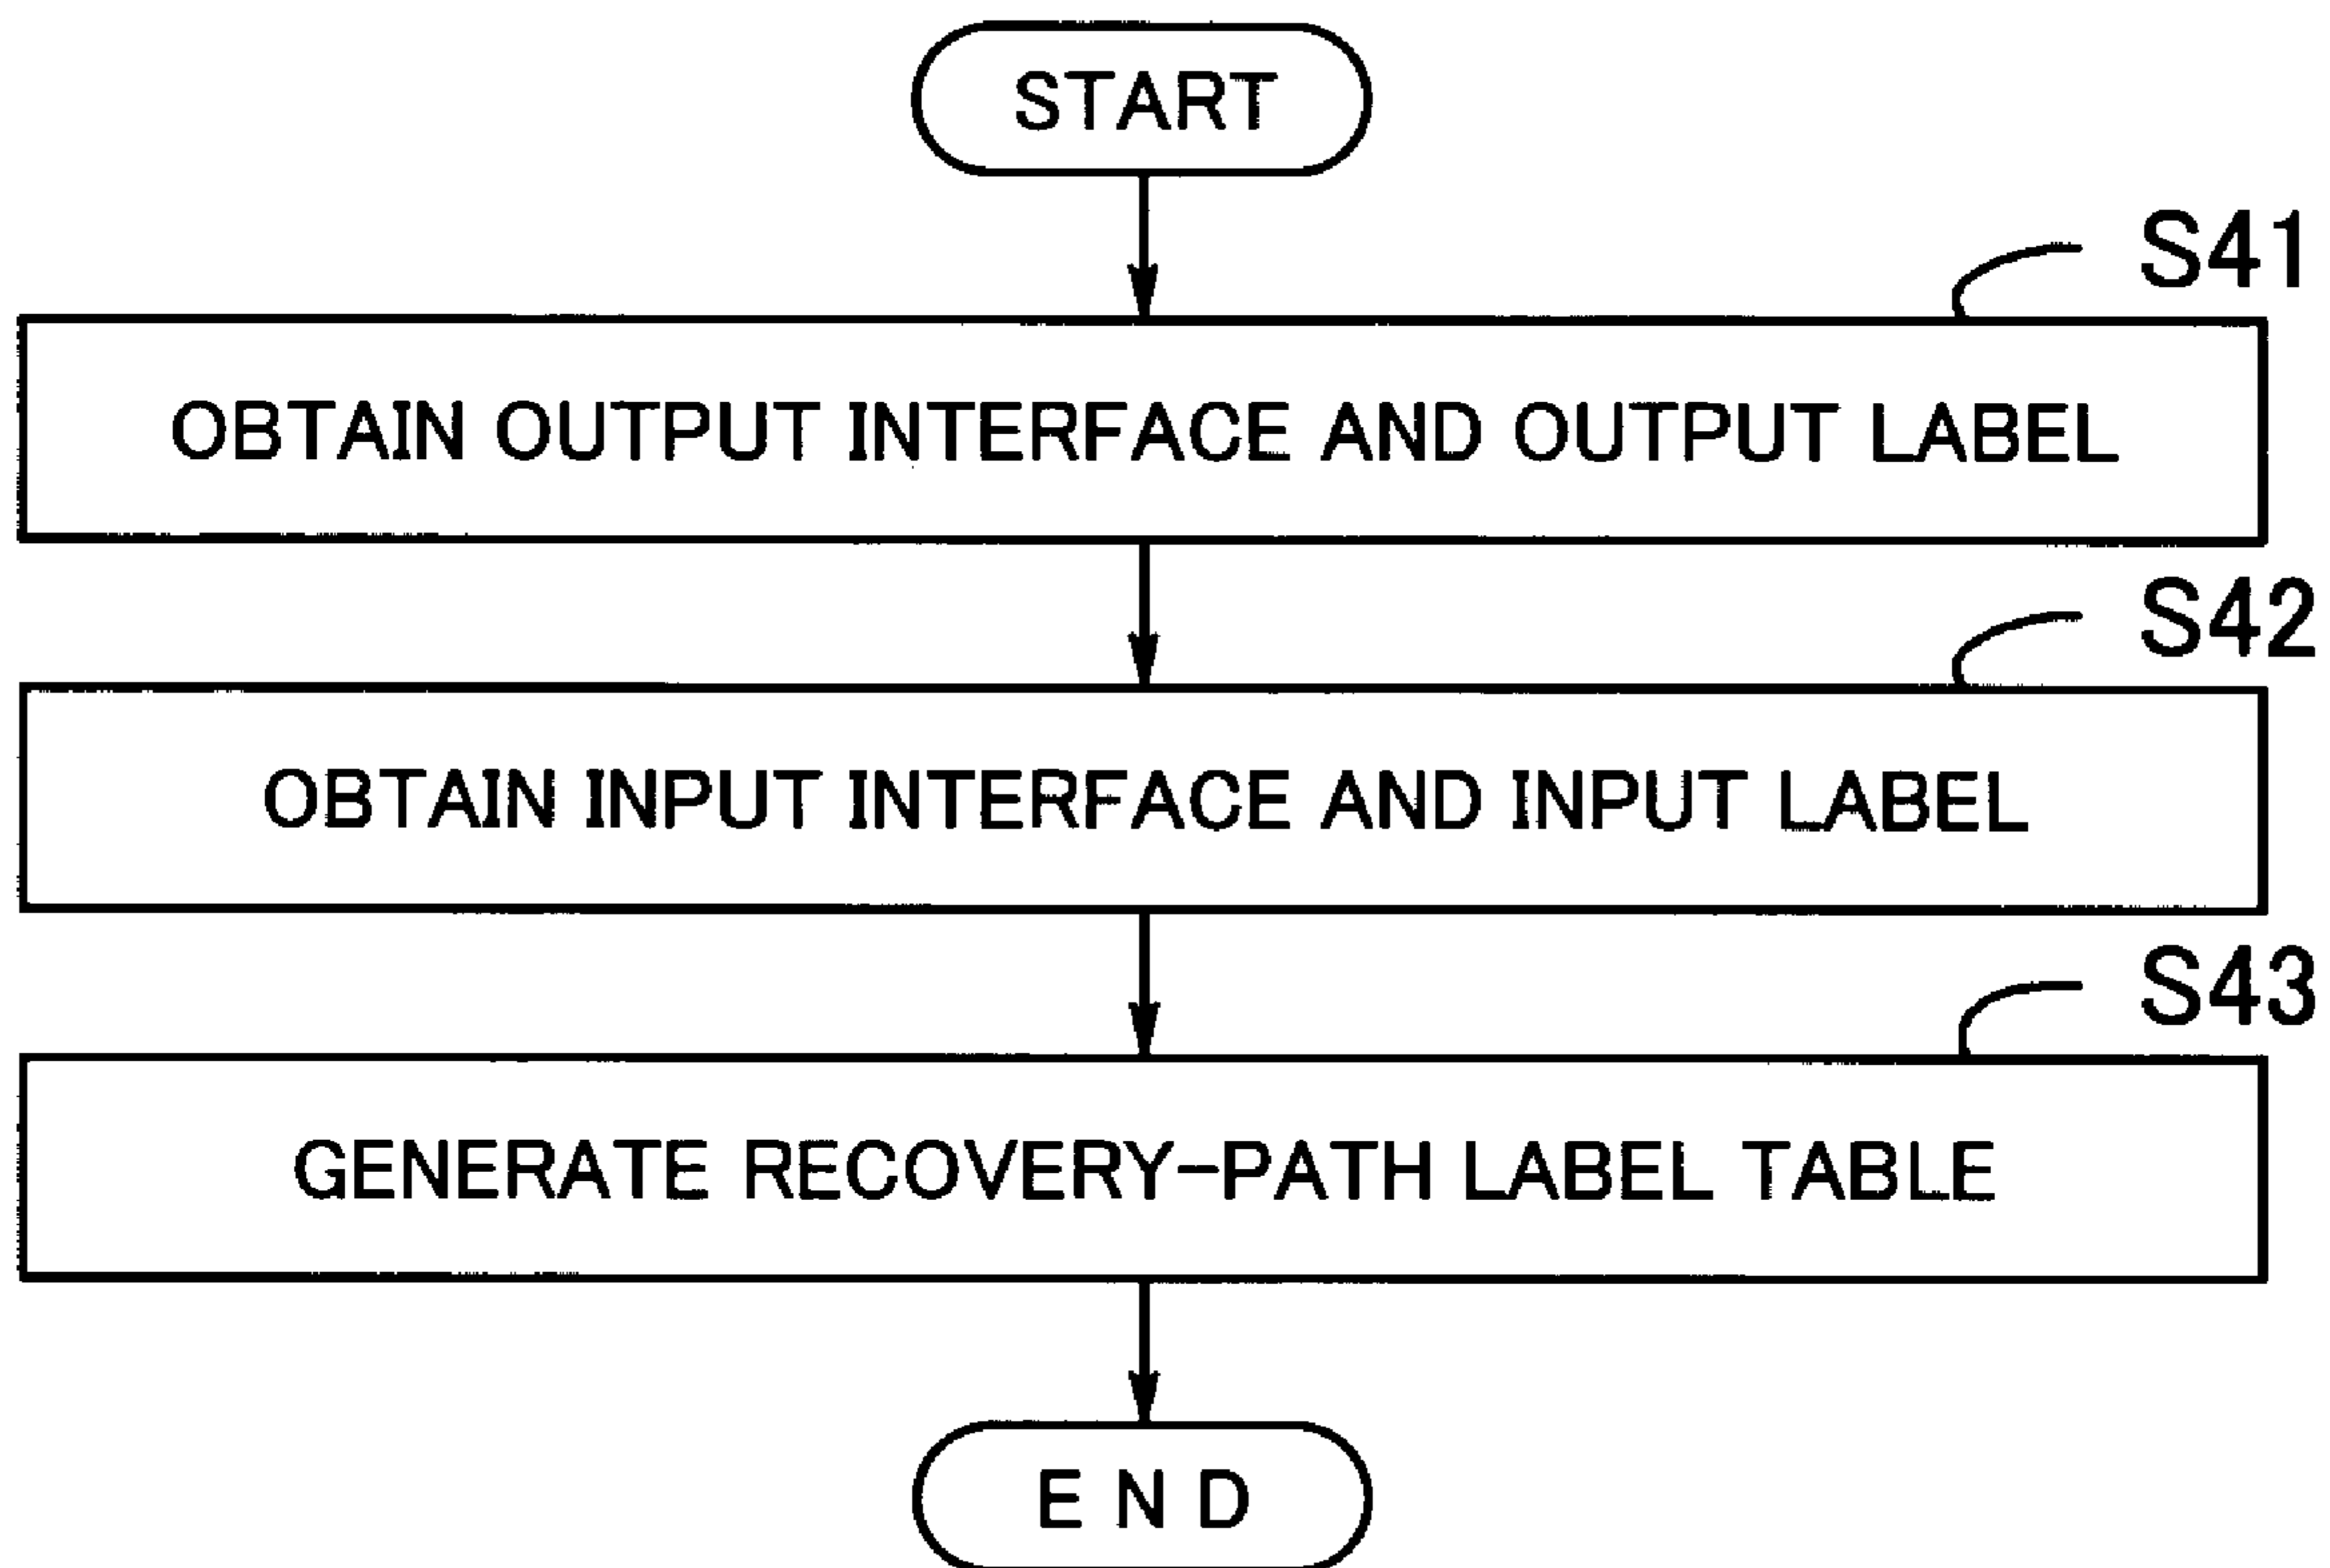 START
S41
OBTAIN OUTPUT INTERFACE AND OUTPUT LABEL
S42
OBTAIN INPUT INTERFACE AND INPUT LABEL
S43
GENERATE RECOVERY-PATH LABEL TABLE
END